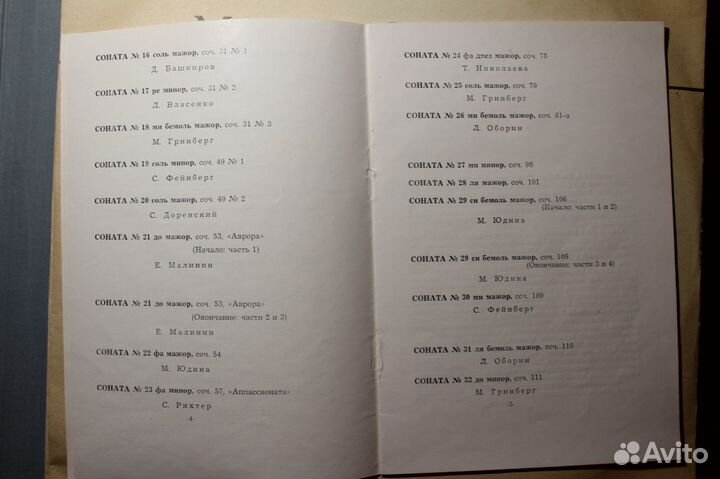 СОНАТА № 16 соль мажор, соч. 31 № 1
Д. Башкиров
СОНАТА № 17 ре минор, соч. 31 № 2
Л. Власенко
СОНАТА № 18 ми бемоль мажор, соч. 31 № 3
М. Гринберг
СОНАТА № 19 соль минор, соч. 49 № 1
С. Фейнберг
СОНАТА № 20 соль мажор, соч. 49 № 2
С. Доренский
СОНАТА № 21 до мажор, соч. 53, «Аврора»
(Начало: часть 1)
Е. Малинин
СОНАТА № 21 до мажор, соч. 53, «Аврора»
(Окончание: части 2 и 3)
Е. Малинин
СОНАТА № 22 фа мажор, соч. 54
М. Юдина
СОНАТА № 23 фа минор, соч. 57, «Аппассионата»
С. Рихтер
-4-
СОНАТА № 24 фа диез мажор, соч. 78
Т. Николаева
СОНАТА № 25 соль мажор, соч. 79
М. Гринберг
СОНАТА № 26 ми бемоль мажор, соч. 81-а
Л. Оборин
СОНАТА № 27 ми минор, соч. 90
СОНАТА № 28 ля мажор, соч. 101
СОНАТА № 29 си бемоль мажор, соч. 106
(Начало: части 1 и 2)
М. Юдина
СОНАТА № 29 си бемоль мажор, соч. 106
(Окончание: части 3 и 4)
М. Юдина
СОНАТА № 30 ми мажор, соч. 109
С. Фейнберг
СОНАТА № 31 ля бемоль мажор, соч. 110
Л. Оборин
СОНАТА № 32 до минор, соч. 111
М. Гринберг
-5-
Avito